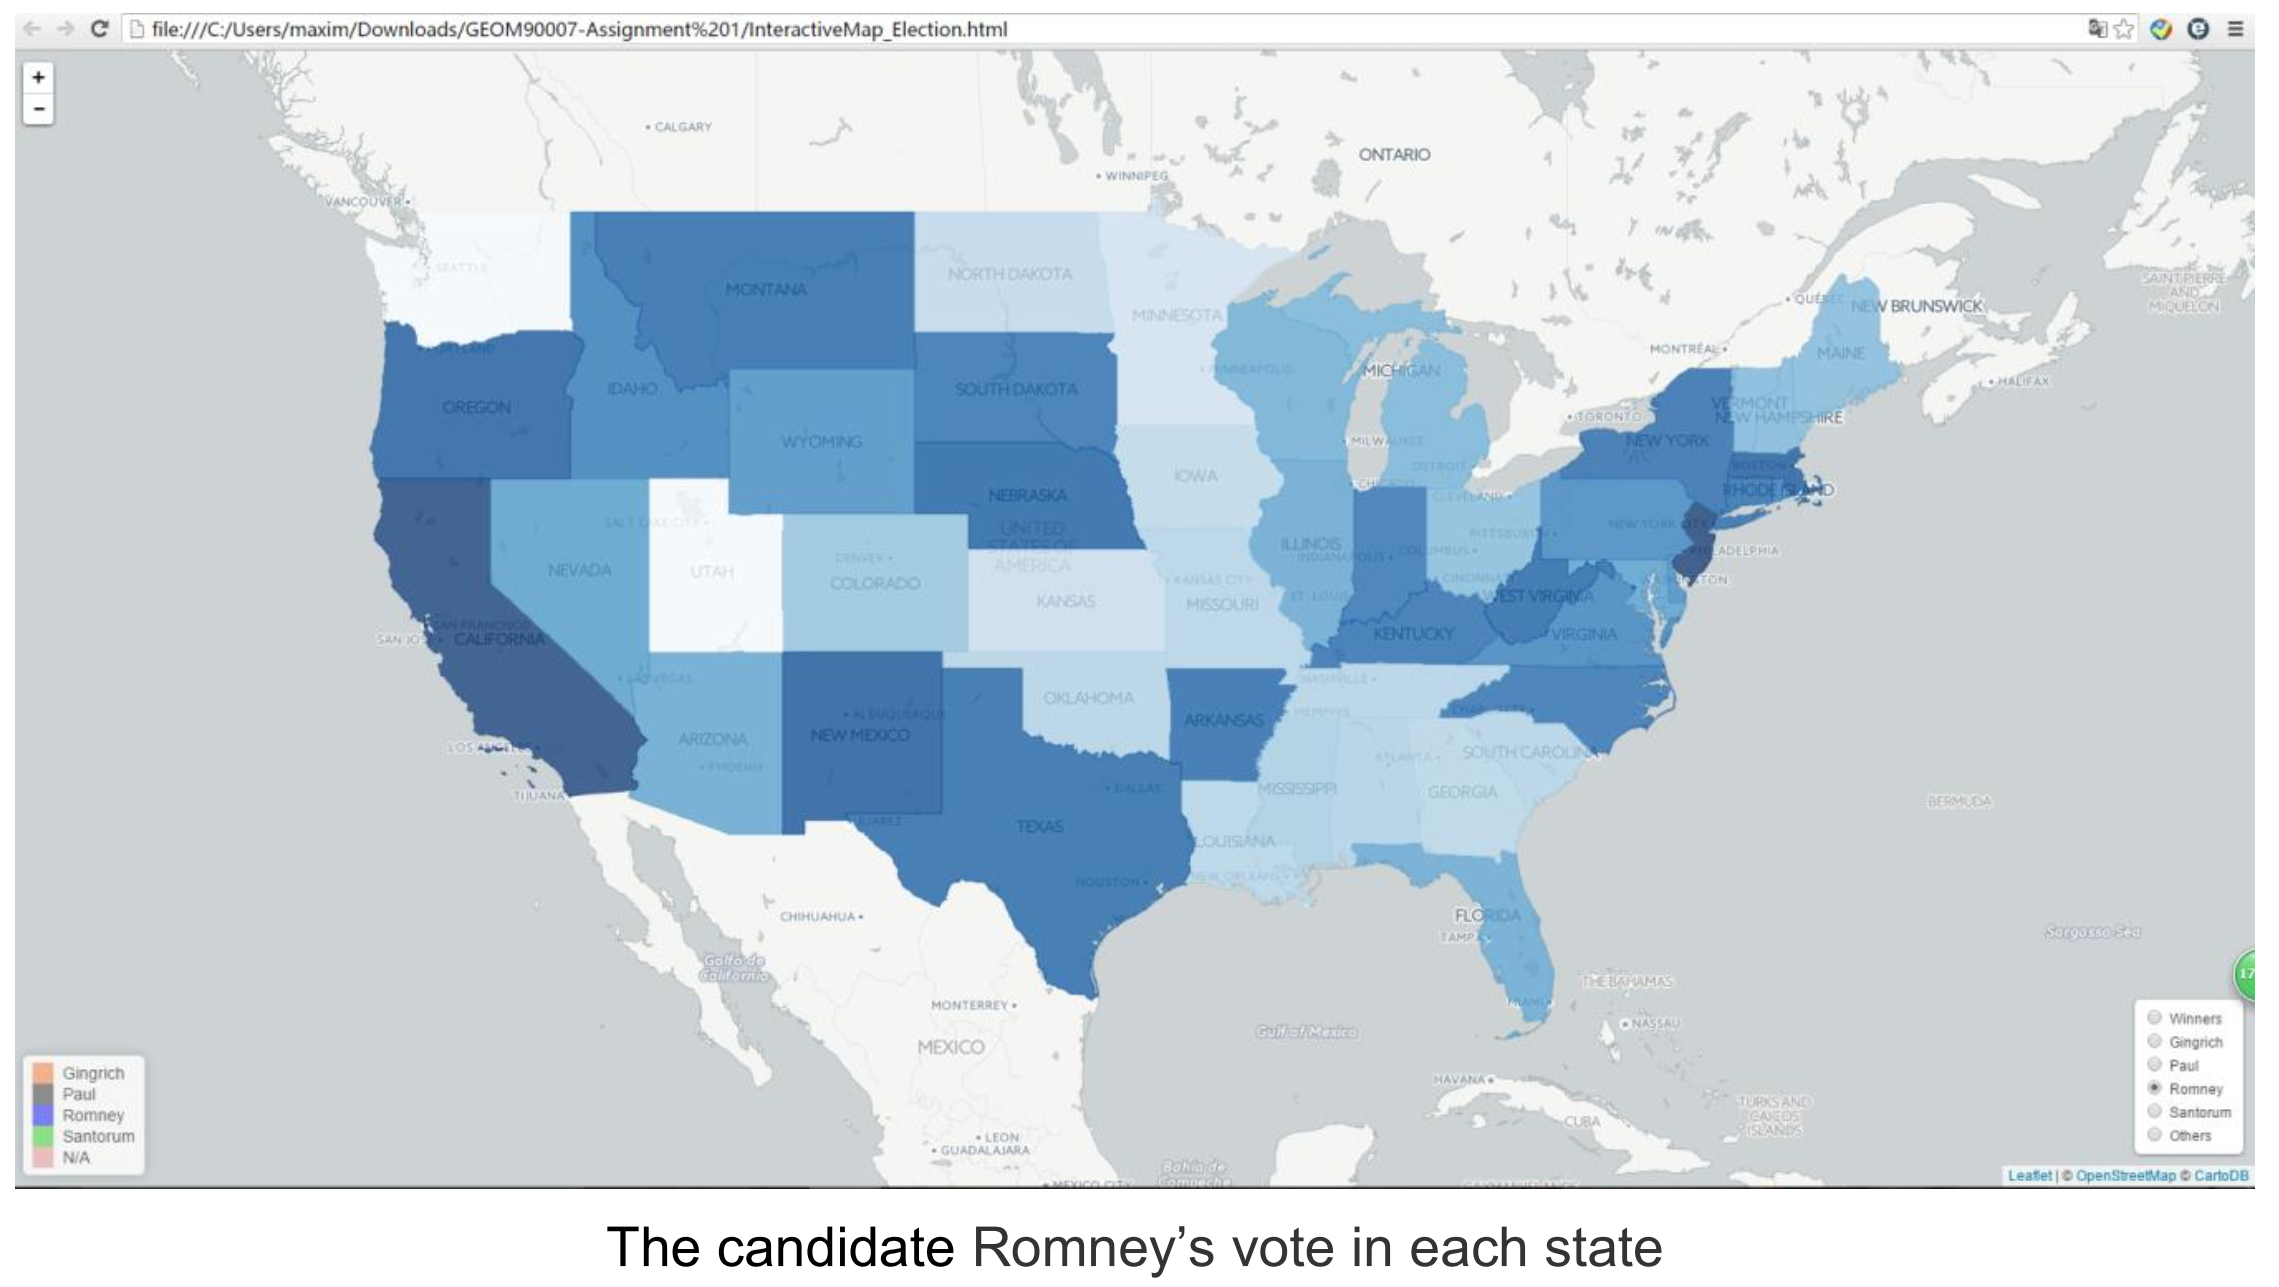 file:///C:/Users/maxim/Downloads/GEOM90007-Assignment%201/InteractiveMap_Election.html
+
−
CALGARY
ONTARIO
WINNIPEG
VANCOUVER
SEATTLE
NORTH DAKOTA
MONTANA
MINNESOTA
QUÉBEC
NEW BRUNSWICK
SAINT PIERRE
AND
MIQUELON
PORTLAND
MONTRÉAL
MAINE
IDAHO
SOUTH DAKOTA
MINNEAPOLIS
MICHIGAN
HALIFAX
OREGON
VERMONT
TORONTO
NEW HAMPSHIRE
WYOMING
MILWAUKEE
NEW YORK
IOWA
DETROIT
BOSTON
CHICAGO
NEBRASKA
CLEVELAND
RHODE ISLAND
SALT LAKE CITY
UNITED
STATES OF
AMERICA
PITTSBURGH
NEW YORK CITY
ILLINOIS
INDIANAPOLIS
COLUMBUS
PHILADELPHIA
DENVER
NEVADA
UTAH
COLORADO
KANSAS CITY
CINCINNATI
KANSAS
MISSOURI
ST. LOUIS
WEST VIRGINIA
SAN FRANCISCO
SAN JOSE
CALIFORNIA
KENTUCKY
VIRGINIA
LAS VEGAS
NASHVILLE
OKLAHOMA
ALBUQUERQUE
ARKANSAS
MEMPHIS
CHARLOTTE
NEW MEXICO
ARIZONA
LOS ANGELES
PHOENIX
ATLANTA
SOUTH CAROLINA
TIJUANA
DALLAS
MISSISSIPPI
GEORGIA
BERMUDA
JUAREZ
TEXAS
LOUISIANA
HOUSTON
NEW ORLEANS
CHIHUAHUA
FLORIDA
TAMPA
Sargasso Sea
Golfo de
California
17
THE BAHAMAS
MONTERREY
MIAMI
Gulf of Mexico
NASSAU
MEXICO
HAVANA
CUBA
TURKS AND
CAICOS
ISLANDS
LEON
GUADALAJARA
Bahia de
Campeche
MEXICO CITY
Gingrich
Paul
Romney
Santorum
N/A
Winners
Gingrich
Paul
Romney
Santorum
Others
Leaflet | © OpenStreetMap © CartoDB
The candidate Romney's vote in each state